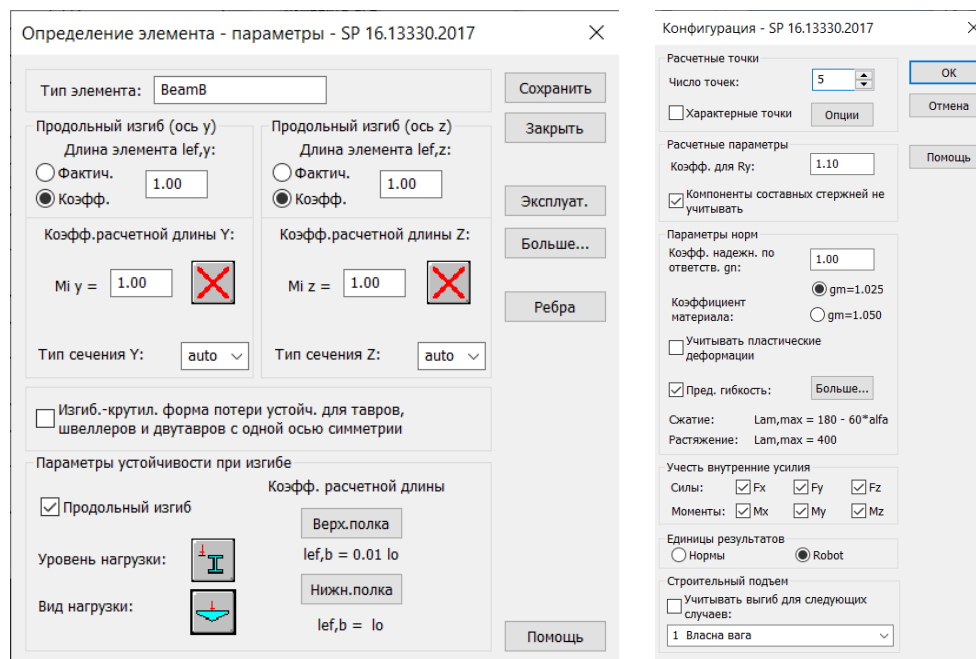 Определение элемента - параметры - SP 16.13330.2017
Тип элемента: BeamB
Сохранить
Закрыть
Продольный изгиб (ось y)
Длина элемента lef,y:
Фактич.
Коэфф.
1.00
Продольный изгиб (ось z)
Длина элемента lef,z:
Фактич.
Коэфф.
1.00
Эксплуат.
Больше...
Коэфф.расчетной длины Y:
Mi y = 1.00
Тип сечения Y: auto
Коэфф.расчетной длины Z:
Mi z = 1.00
Тип сечения Z: auto
Ребра
Изгиб.-крутил. форма потери устойч. для тавров,
швеллеров и двутавров с одной осью симметрии
Параметры устойчивости при изгибе
Продольный изгиб
Уровень нагрузки:
Вид нагрузки:
Коэфф. расчетной длины
Верх.полка
lef,b = 0.01 lo
Нижн.полка
lef,b = lo
Помощь
Конфигурация - SP 16.13330.2017
Расчетные точки
Число точек: 5
Характерные точки Опции
OK
Отмена
Помощь
Расчетные параметры
Коэфф. для Ry: 1.10
Компоненты составных стержней не
учитывать
Параметры норм
Коэфф. надежн. по
ответств. gn:
1.00
Коэффициент
материала:
gm=1.025
gm=1.050
Учитывать пластические
деформации
Пред. гибкость: Больше...
Сжатие: Lam,max = 180 - 60*alfa
Растяжение: Lam,max = 400
Учесть внутренние усилия
Силы: Fx Fy Fz
Моменты: Mx My Mz
Единицы результатов
Нормы Robot
Строительный подъем
Учитывать выгиб для следующих
случаев:
1 Власна вага